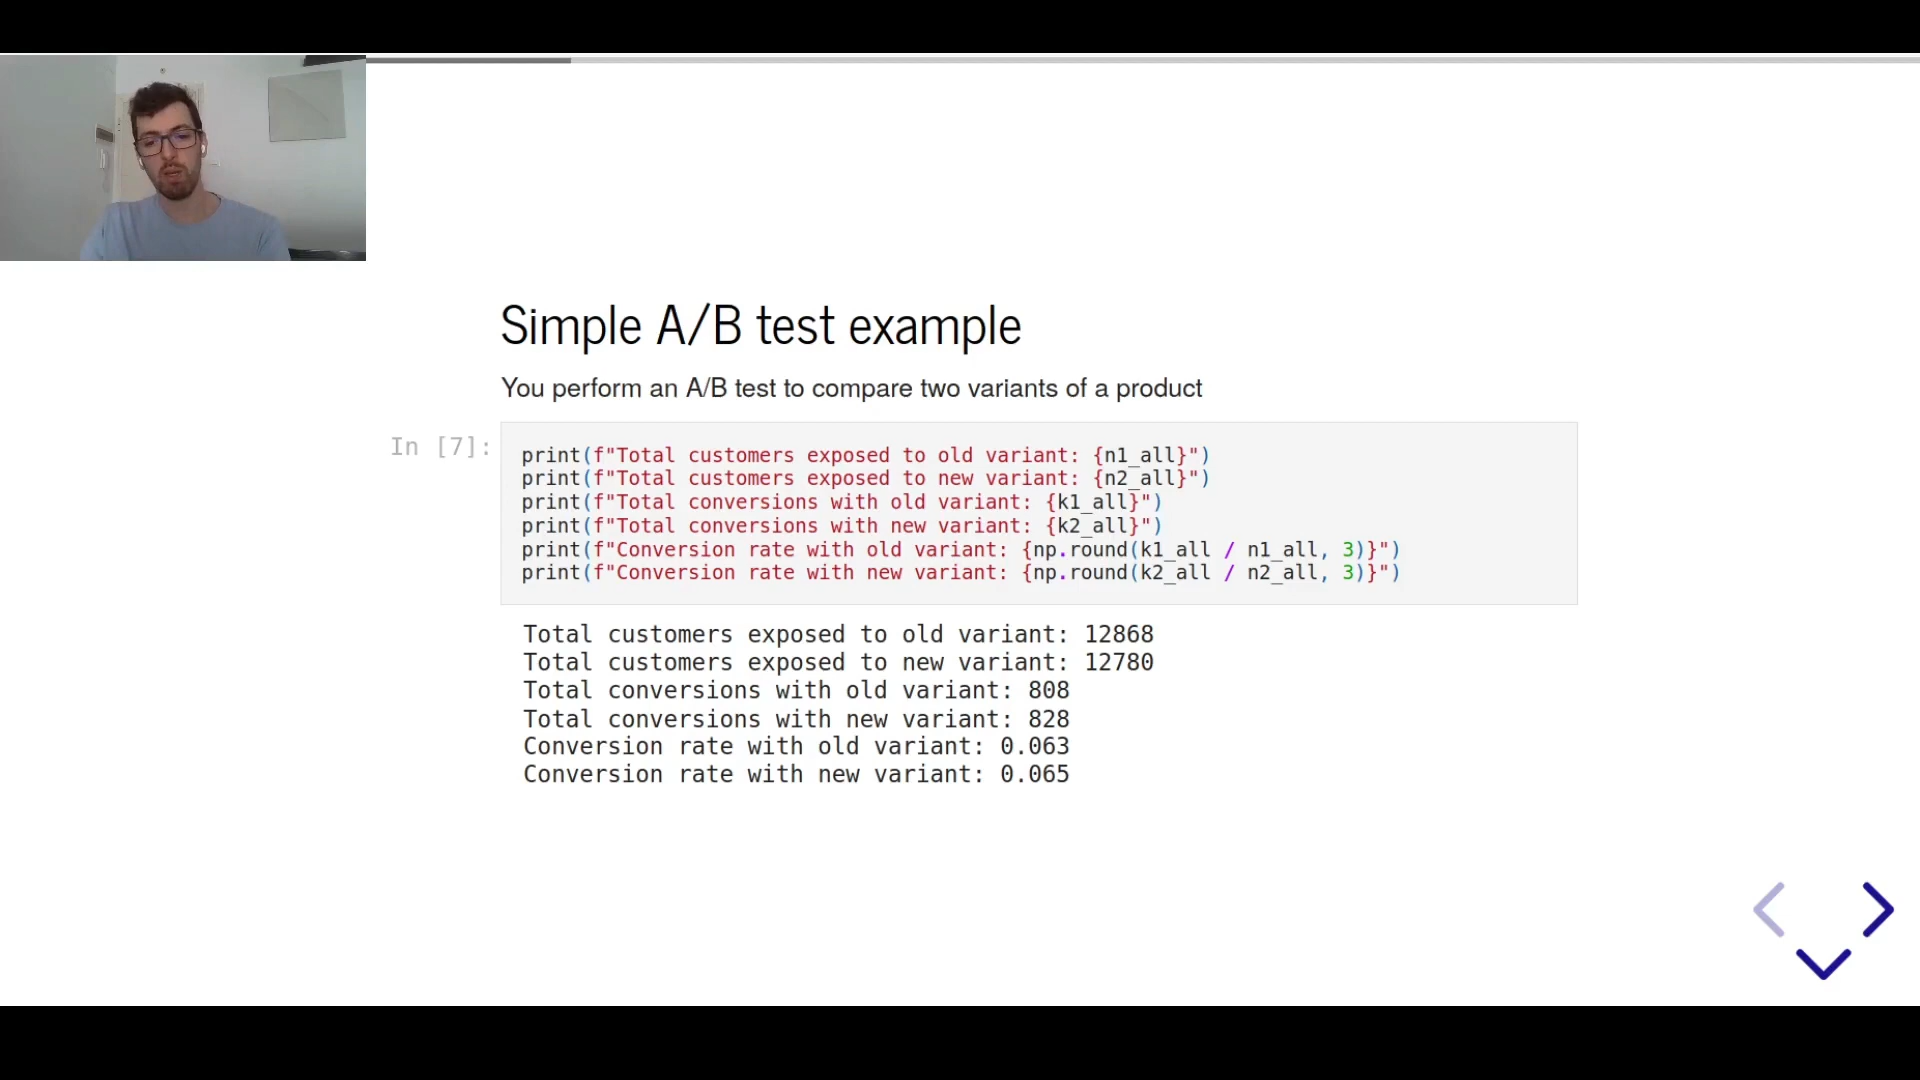 Simple A/B test example
You perform an A/B test to compare two variants of a product
In [7]:
print(f"Total customers exposed to old variant: {n1_all}")
print(f"Total customers exposed to new variant: {n2_all}")
print(f"Total conversions with old variant: {k1_all}")
print(f"Total conversions with new variant: {k2_all}")
print(f"Conversion rate with old variant: {np.round(k1_all / n1_all, 3)}")
print(f"Conversion rate with new variant: {np.round(k2_all / n2_all, 3)}")
Total customers exposed to old variant: 12868
Total customers exposed to new variant: 12780
Total conversions with old variant: 808
Total conversions with new variant: 828
Conversion rate with old variant: 0.063
Conversion rate with new variant: 0.065